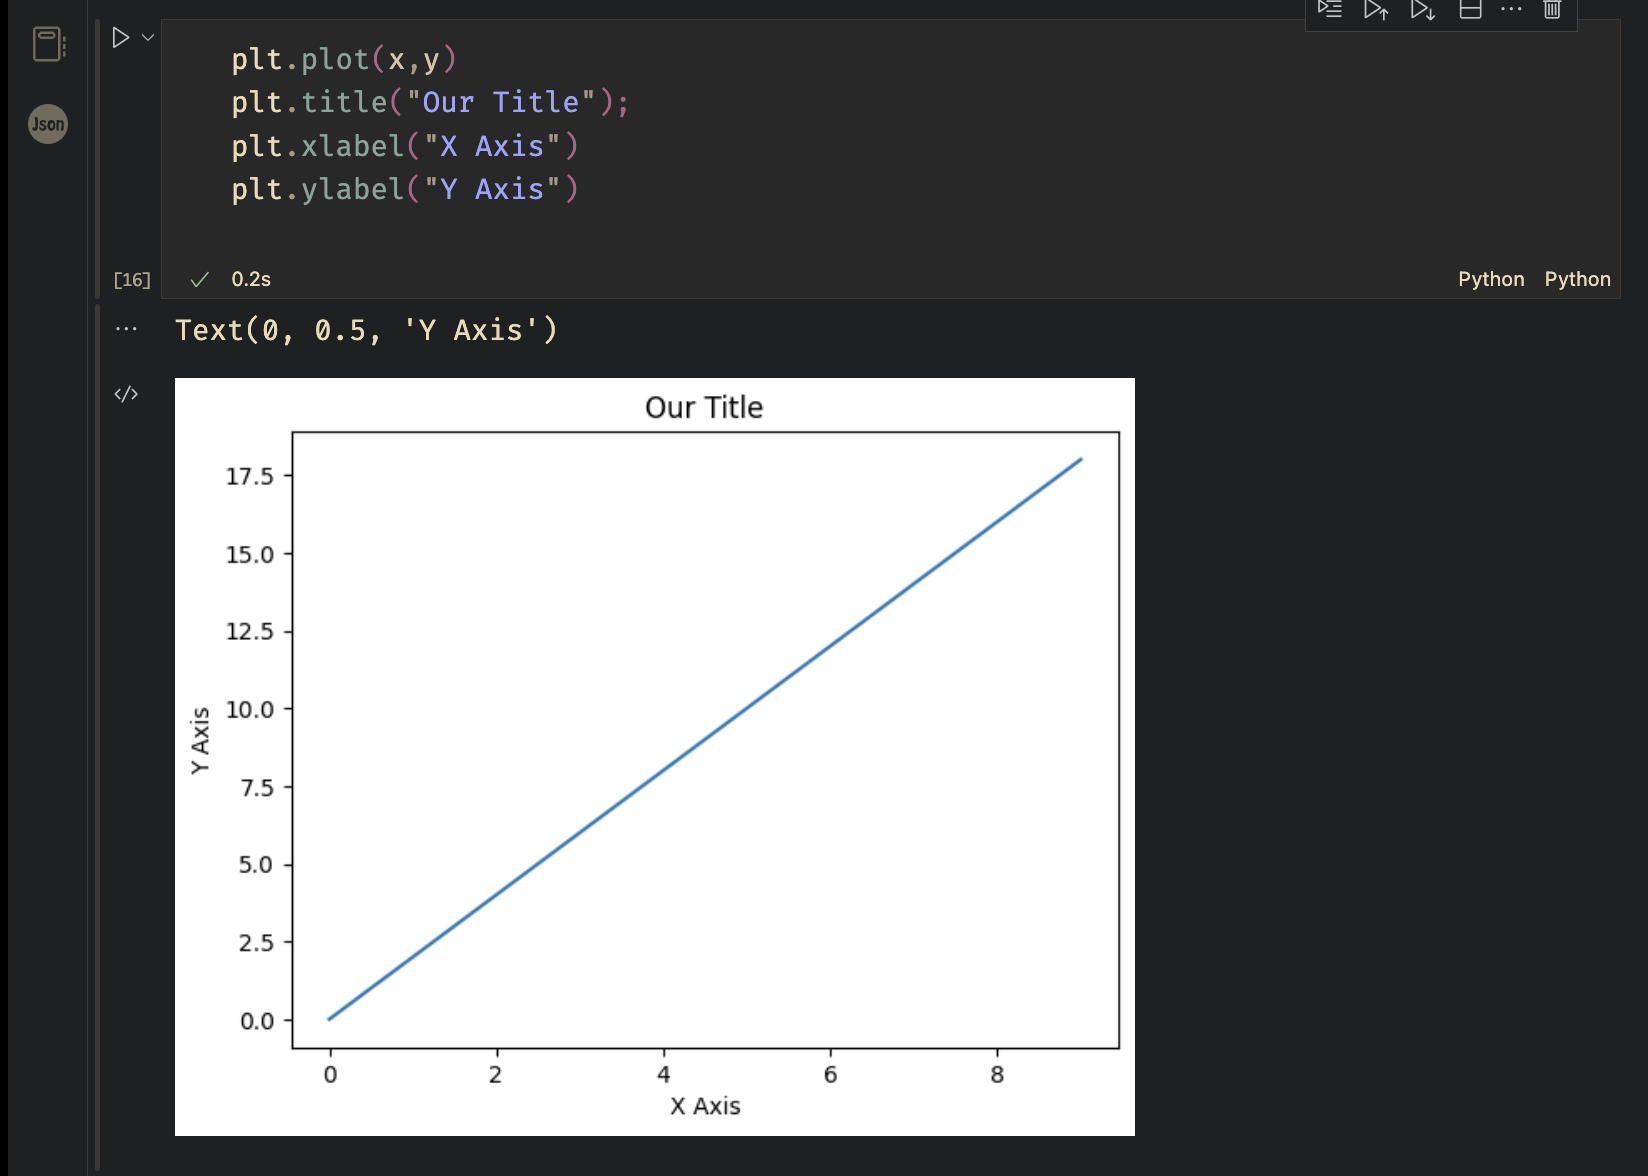 Json
plt.plot(x,y)
plt.title("Our Title");
plt.xlabel("X Axis")
plt.ylabel("Y Axis")
[16]
0.2s
Python Python
Text(0, 0.5, 'Y Axis')
Our Title
17.5
15.0
12.5
10.0
7.5
5.0
2.5
0.0
Y Axis
0 2 4 6 8
X Axis